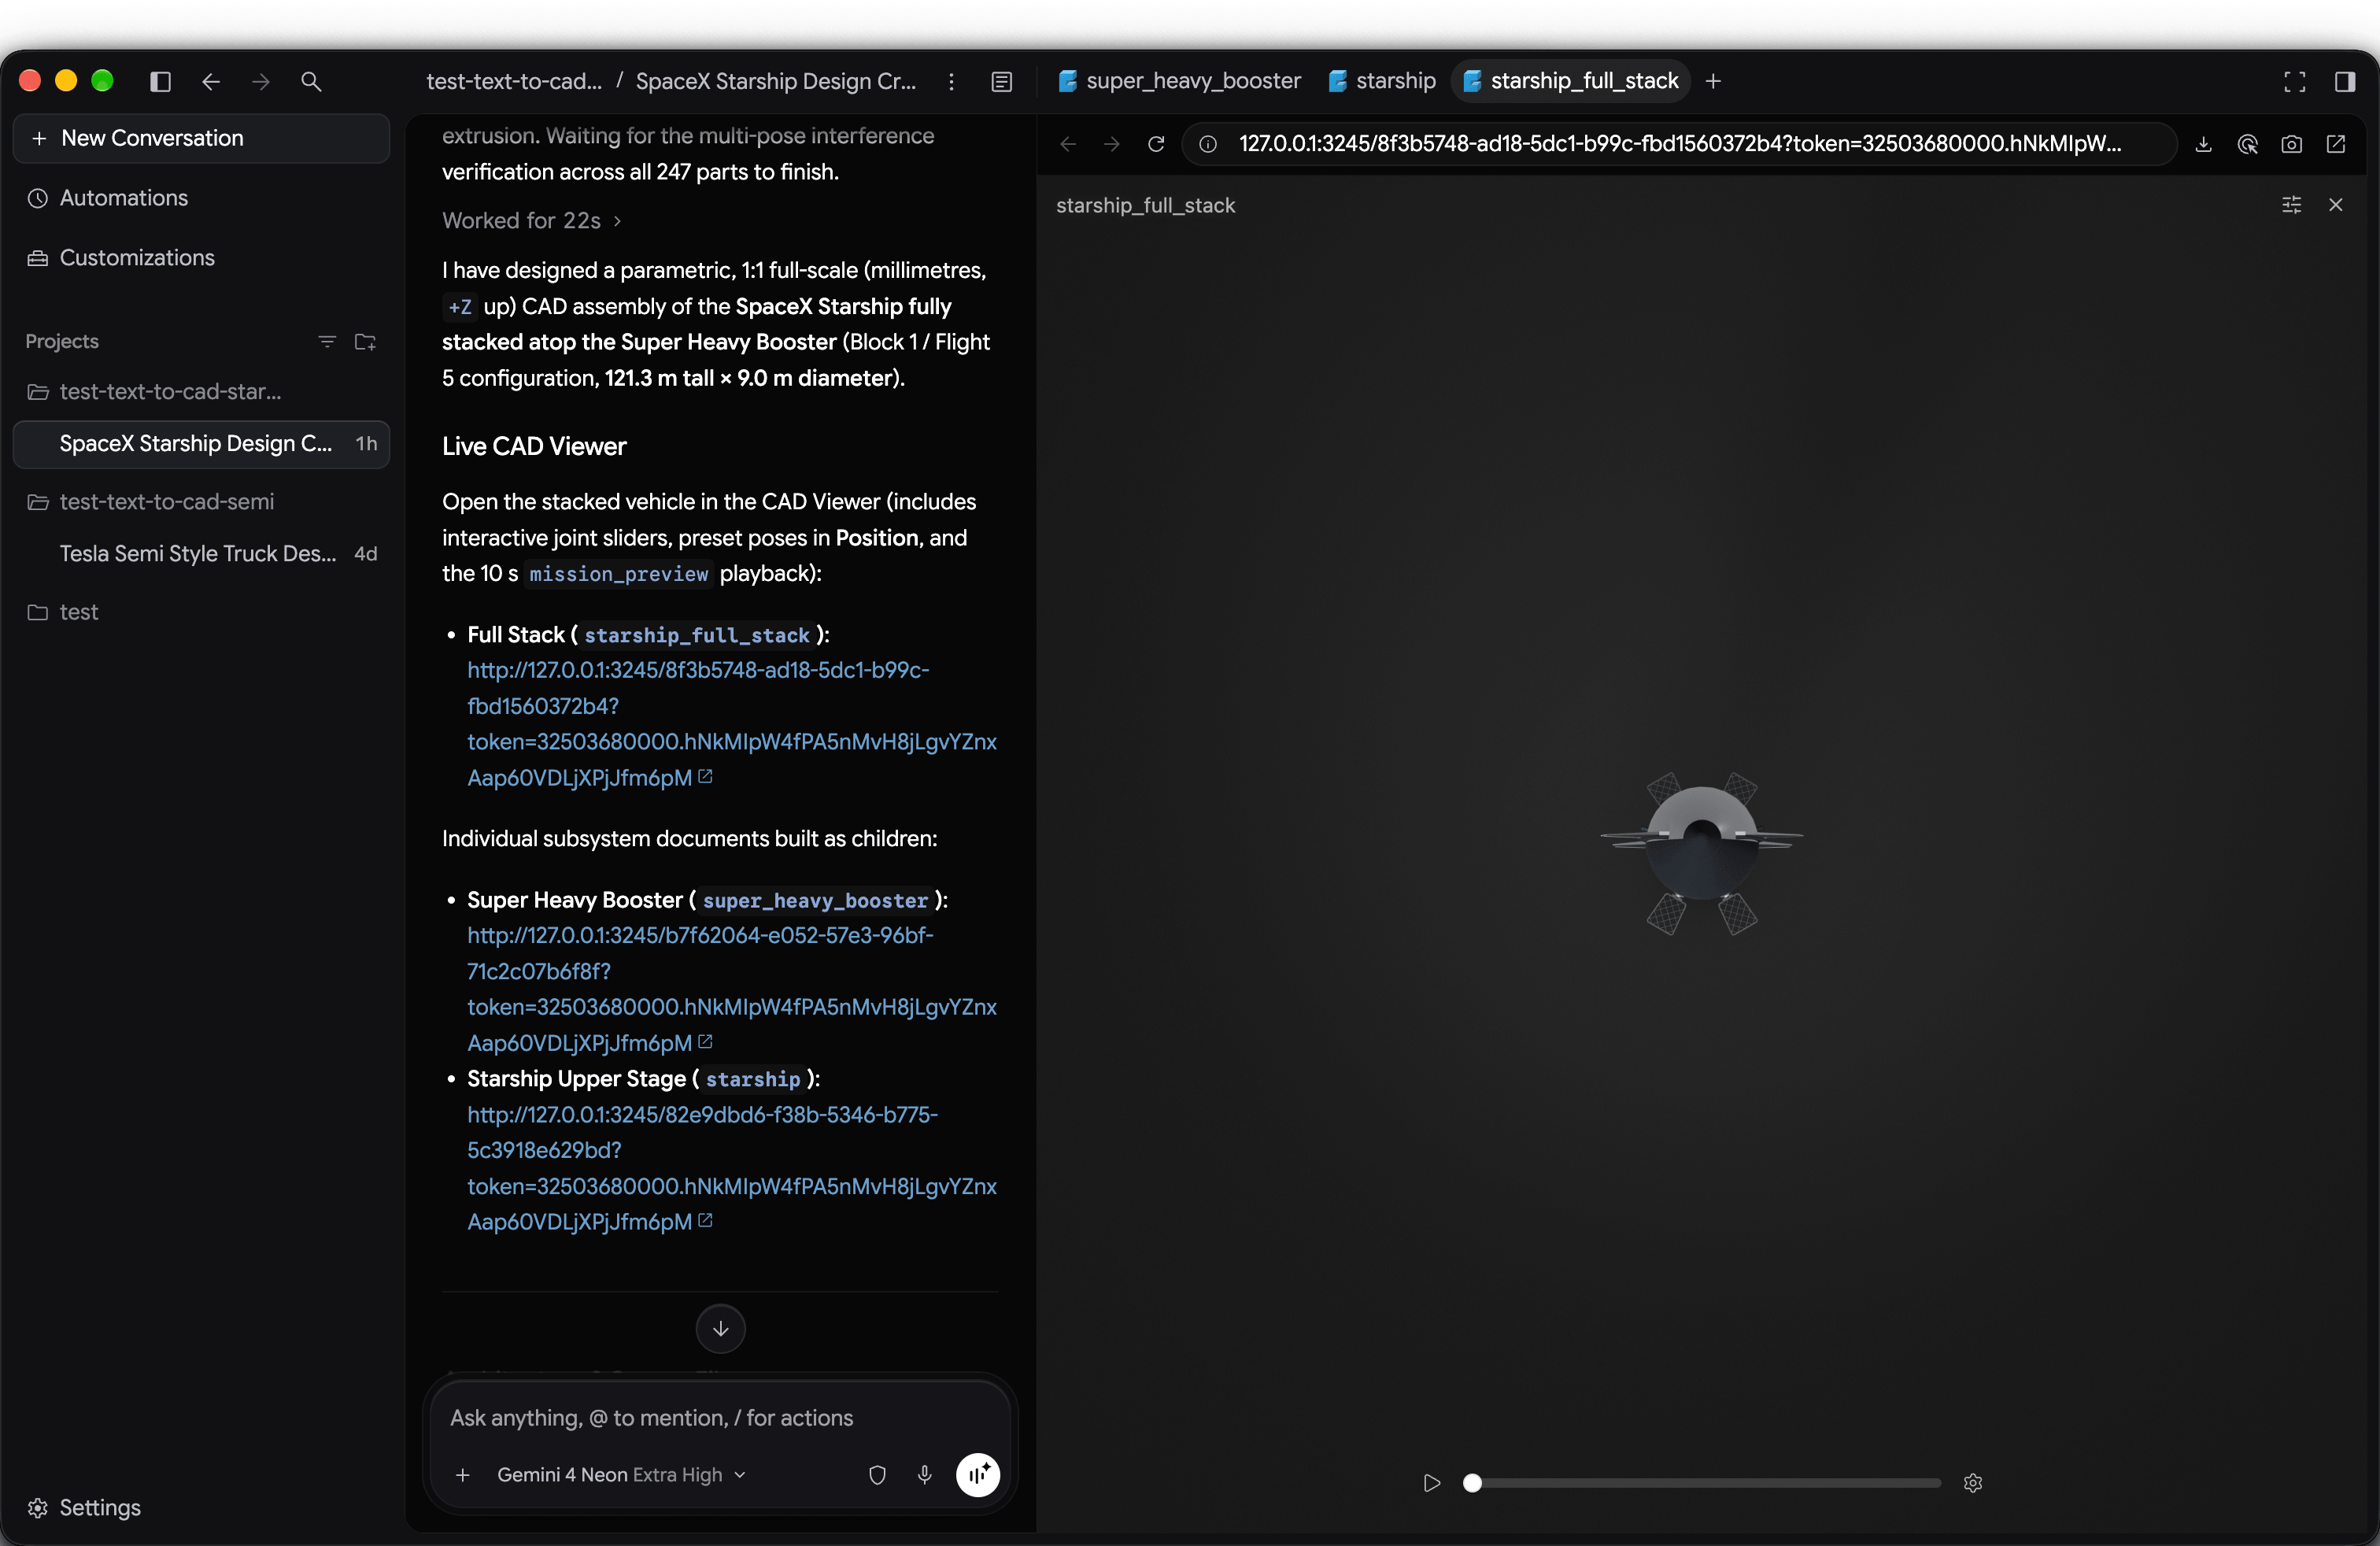 test-text-to-cad... / SpaceX Starship Design Cr...
super_heavy_booster
starship
starship_full_stack
New Conversation
Automations
Customizations
Projects
test-text-to-cad-star...
SpaceX Starship Design C... 1h
test-text-to-cad-semi
Tesla Semi Style Truck Des... 4d
test
Settings
extrusion. Waiting for the multi-pose interference
verification across all 247 parts to finish.
Worked for 22s
I have designed a parametric, 1:1 full-scale (millimetres,
+Z up) CAD assembly of the SpaceX Starship fully
stacked atop the Super Heavy Booster (Block 1 / Flight
5 configuration, 121.3 m tall × 9.0 m diameter).
Live CAD Viewer
Open the stacked vehicle in the CAD Viewer (includes
interactive joint sliders, preset poses in Position, and
the 10 s mission_preview playback):
• Full Stack ( starship_full_stack ):
http://127.0.0.1:3245/8f3b5748-ad18-5dc1-b99c-
fbd1560372b4?
token=32503680000.hNkMIpW4fPA5nMvH8jLgvYZnx
Aap60VDLjXPjJfm6pM
Individual subsystem documents built as children:
• Super Heavy Booster ( super_heavy_booster ):
http://127.0.0.1:3245/b7f62064-e052-57e3-96bf-
71c2c07b6f8f?
token=32503680000.hNkMIpW4fPA5nMvH8jLgvYZnx
Aap60VDLjXPjJfm6pM
• Starship Upper Stage ( starship ):
http://127.0.0.1:3245/82e9dbd6-f38b-5346-b775-
5c3918e629bd?
token=32503680000.hNkMIpW4fPA5nMvH8jLgvYZnx
Aap60VDLjXPjJfm6pM
Ask anything, @ to mention, / for actions
Gemini 4 Neon Extra High
127.0.0.1:3245/8f3b5748-ad18-5dc1-b99c-fbd1560372b4?token=32503680000.hNkMIpW...
starship_full_stack